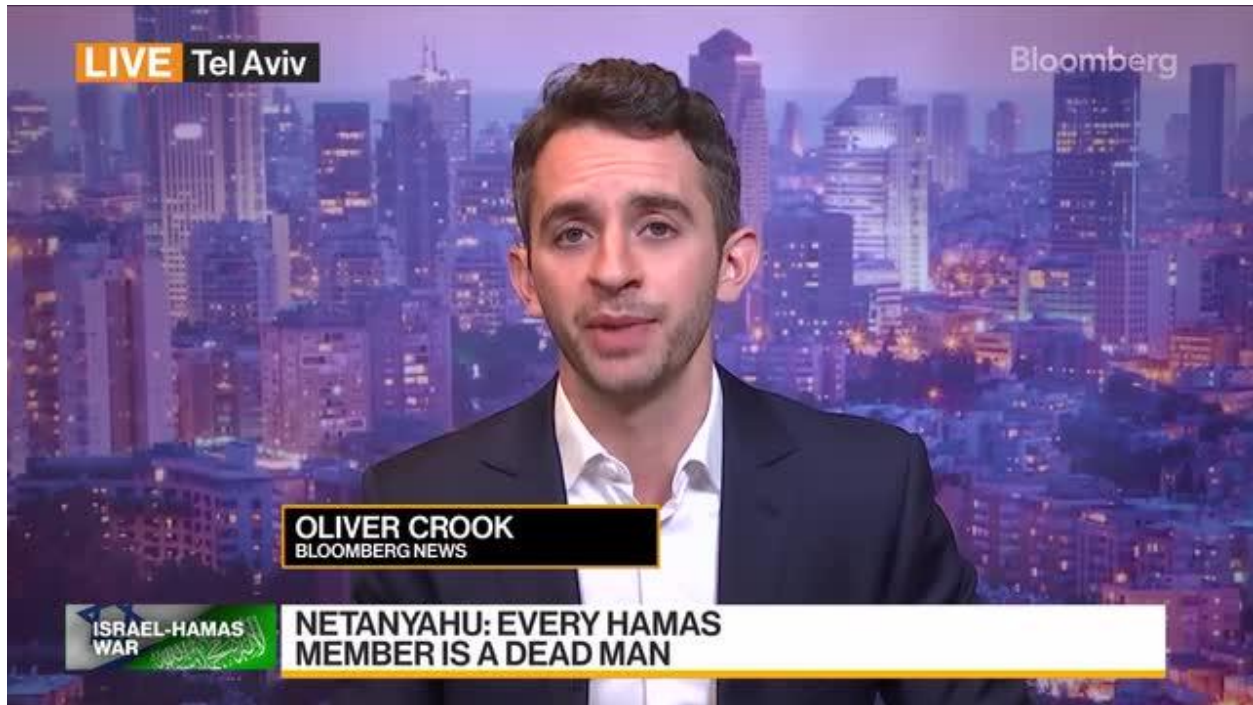 LIVE Tel Aviv
Bloomberg
OLIVER CROOK
BLOOMBERG NEWS
ISRAEL-HAMAS
WAR
NETANYAHU: EVERY HAMAS
MEMBER IS A DEAD MAN